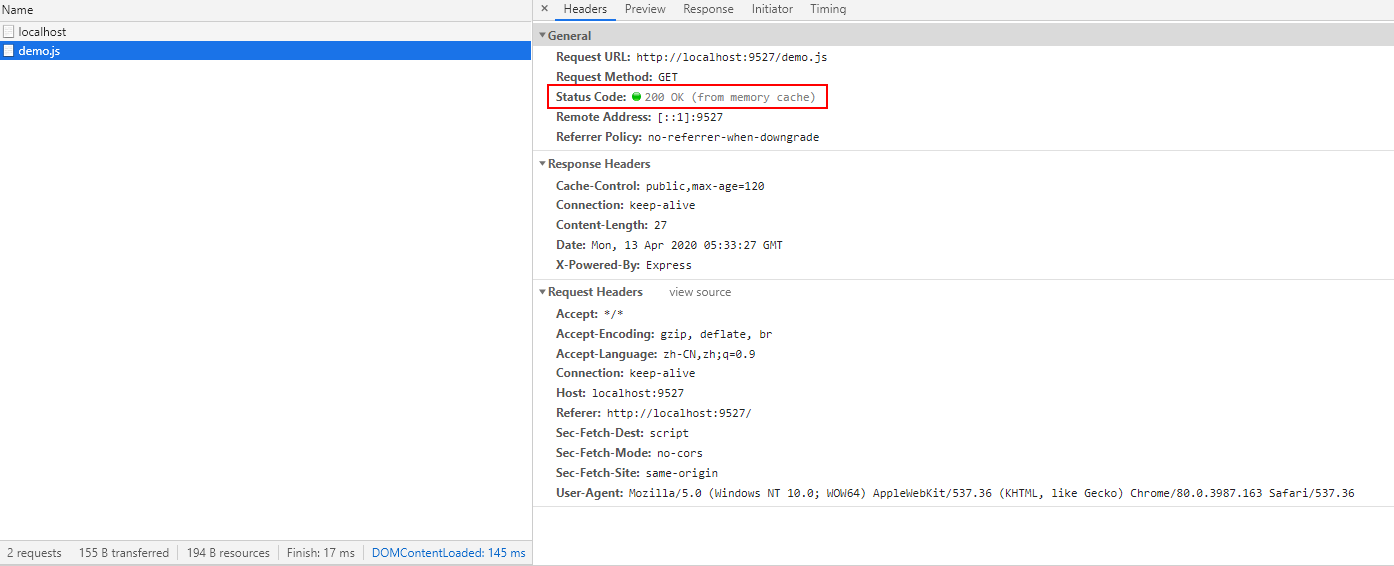 Name
localhost
demo.js
2 requests 155 B transferred 194 B resources Finish: 17 ms DOMContentLoaded: 145 ms
× Headers Preview Response Initiator Timing
General
Request URL: http://localhost:9527/demo.js
Request Method: GET
Status Code: 200 OK (from memory cache)
Remote Address: [::1]:9527
Referrer Policy: no-referrer-when-downgrade
Response Headers
Cache-Control: public,max-age=120
Connection: keep-alive
Content-Length: 27
Date: Mon, 13 Apr 2020 05:33:27 GMT
X-Powered-By: Express
Request Headers view source
Accept: */*
Accept-Encoding: gzip, deflate, br
Accept-Language: zh-CN,zh;q=0.9
Connection: keep-alive
Host: localhost:9527
Referer: http://localhost:9527/
Sec-Fetch-Dest: script
Sec-Fetch-Mode: no-cors
Sec-Fetch-Site: same-origin
User-Agent: Mozilla/5.0 (Windows NT 10.0; WOW64) AppleWebKit/537.36 (KHTML, like Gecko) Chrome/80.0.3987.163 Safari/537.36